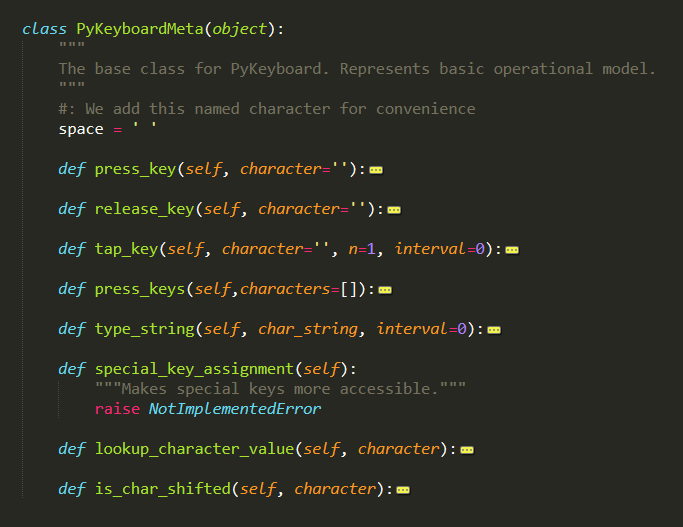 class PyKeyboardMeta(object):
"""
The base class for PyKeyboard. Represents basic operational model.
"""
#: We add this named character for convenience
space = ' '
def press_key(self, character=''):
def release_key(self, character=''):
def tap_key(self, character='', n=1, interval=0):
def press_keys(self,characters=[]):
def type_string(self, char_string, interval=0):
def special_key_assignment(self):
"""Makes special keys more accessible."""
raise NotImplementedError
def lookup_character_value(self, character):
def is_char_shifted(self, character):